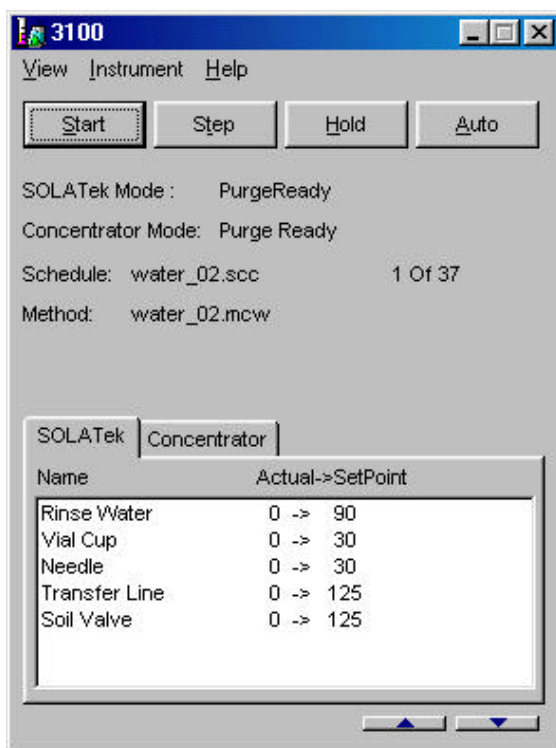 3100
View Instrument Help
Start Step Hold Auto
SOLATek Mode : PurgeReady
Concentrator Mode: Purge Ready
Schedule: water_02.scc 1 Of 37
Method: water_02.mcw
SOLATek Concentrator
Name Actual->SetPoint
Rinse Water 0 -> 90
Vial Cup 0 -> 30
Needle 0 -> 30
Transfer Line 0 -> 125
Soil Valve 0 -> 125